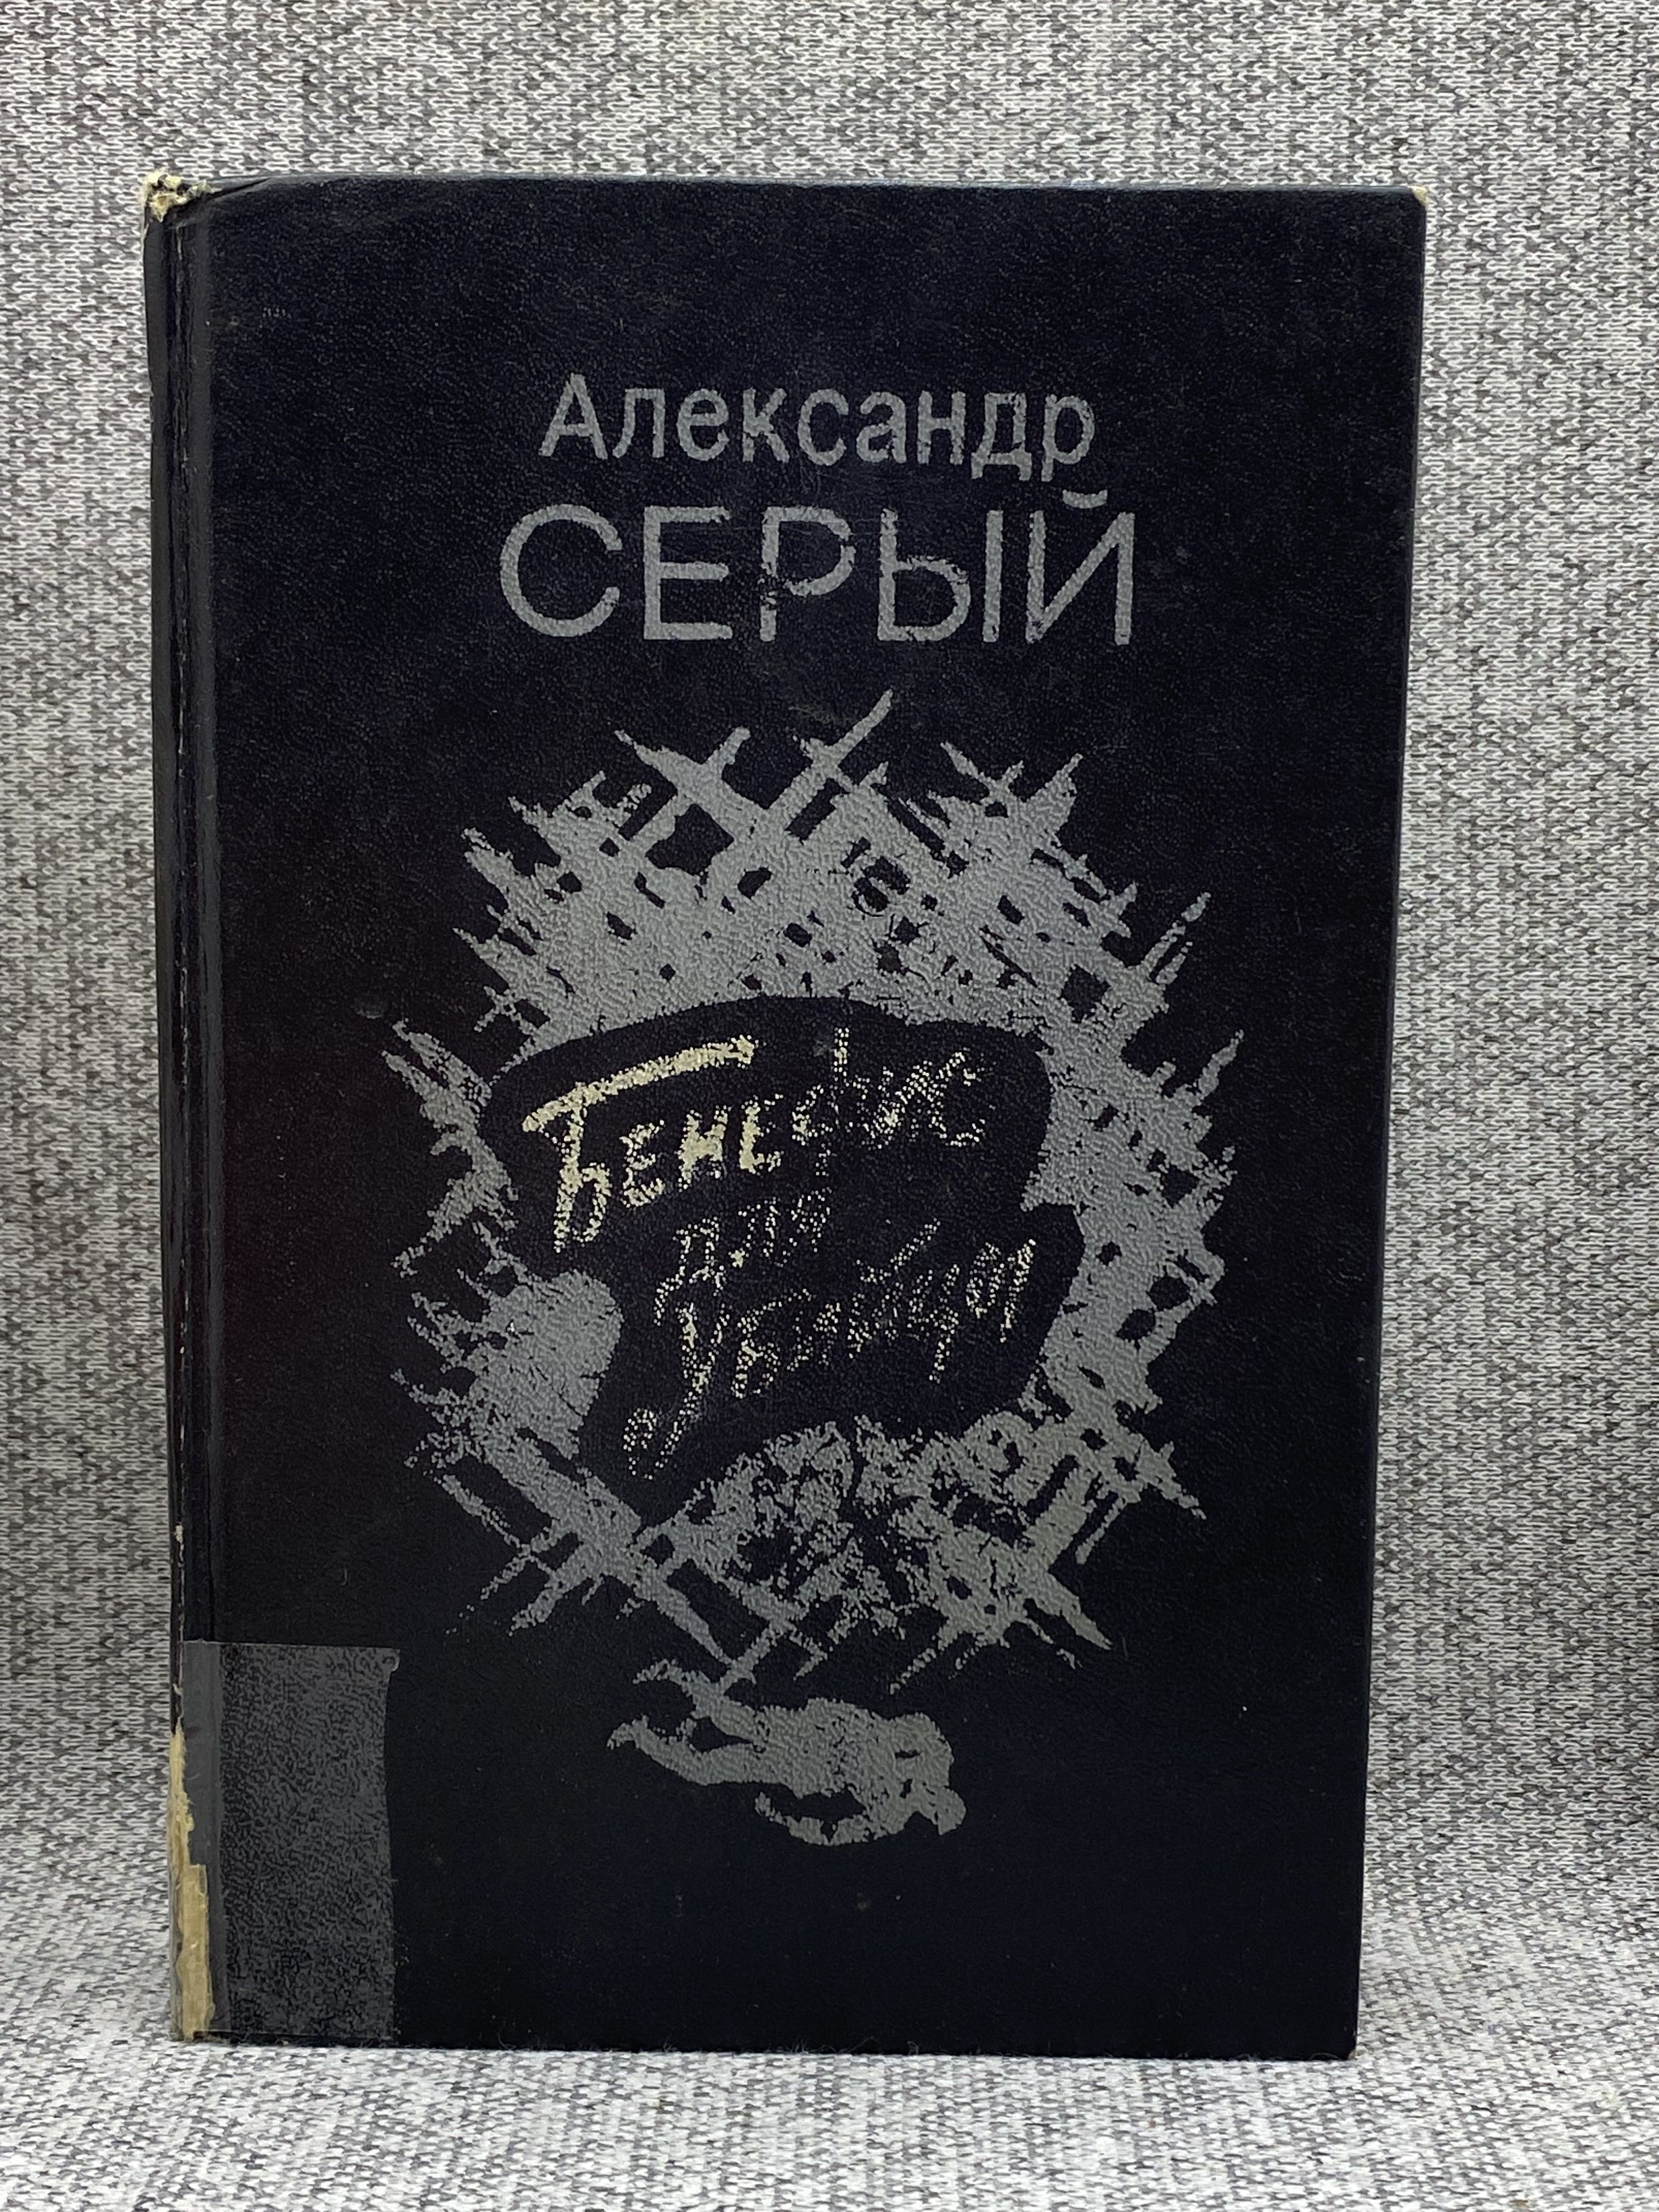 Александр
СЕРЫЙ
Бенефис
для
убийцы